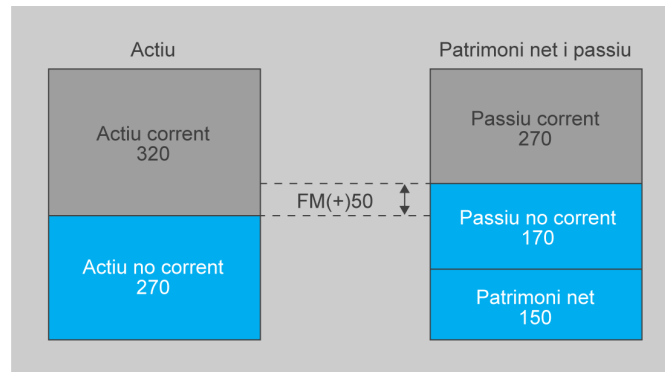 Actiu
Actiu corrent
320
Actiu no corrent
270
FM(+)50
Patrimoni net i passiu
Passiu corrent
270
Passiu no corrent
170
Patrimoni net
150